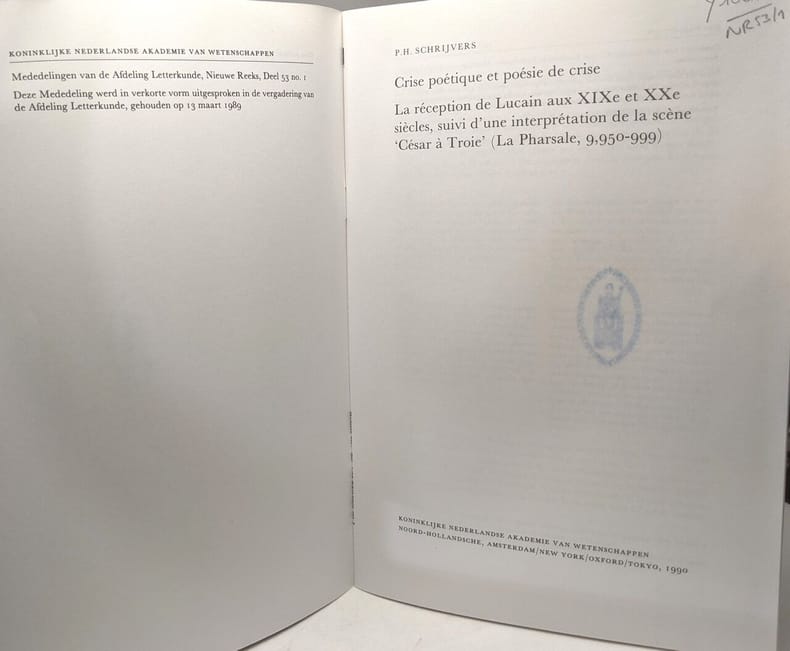 KONINKLIJKE NEDERLANDSE AKADEMIE VAN WETENSCHAPPEN
Mededelingen van de Afdeling Letterkunde, Nieuwe Reeks, Deel 53 no. 1
Deze Mededeling werd in verkorte vorm uitgesproken in de vergadering van
de Afdeling Letterkunde, gehouden op 13 maart 1989
NR53/1
P.H. SCHRIJVERS
Crise poétique et poésie de crise
La réception de Lucain aux XIXe et XXe
siècles, suivi d'une interprétation de la scène
'César à Troie' (La Pharsale, 9,950-999)
KONINKLIJKE NEDERLANDSE AKADEMIE VAN WETENSCHAPPEN
NOORD-HOLLANDSCHE, AMSTERDAM/NEW YORK/OXFORD/TOKYO, 1990